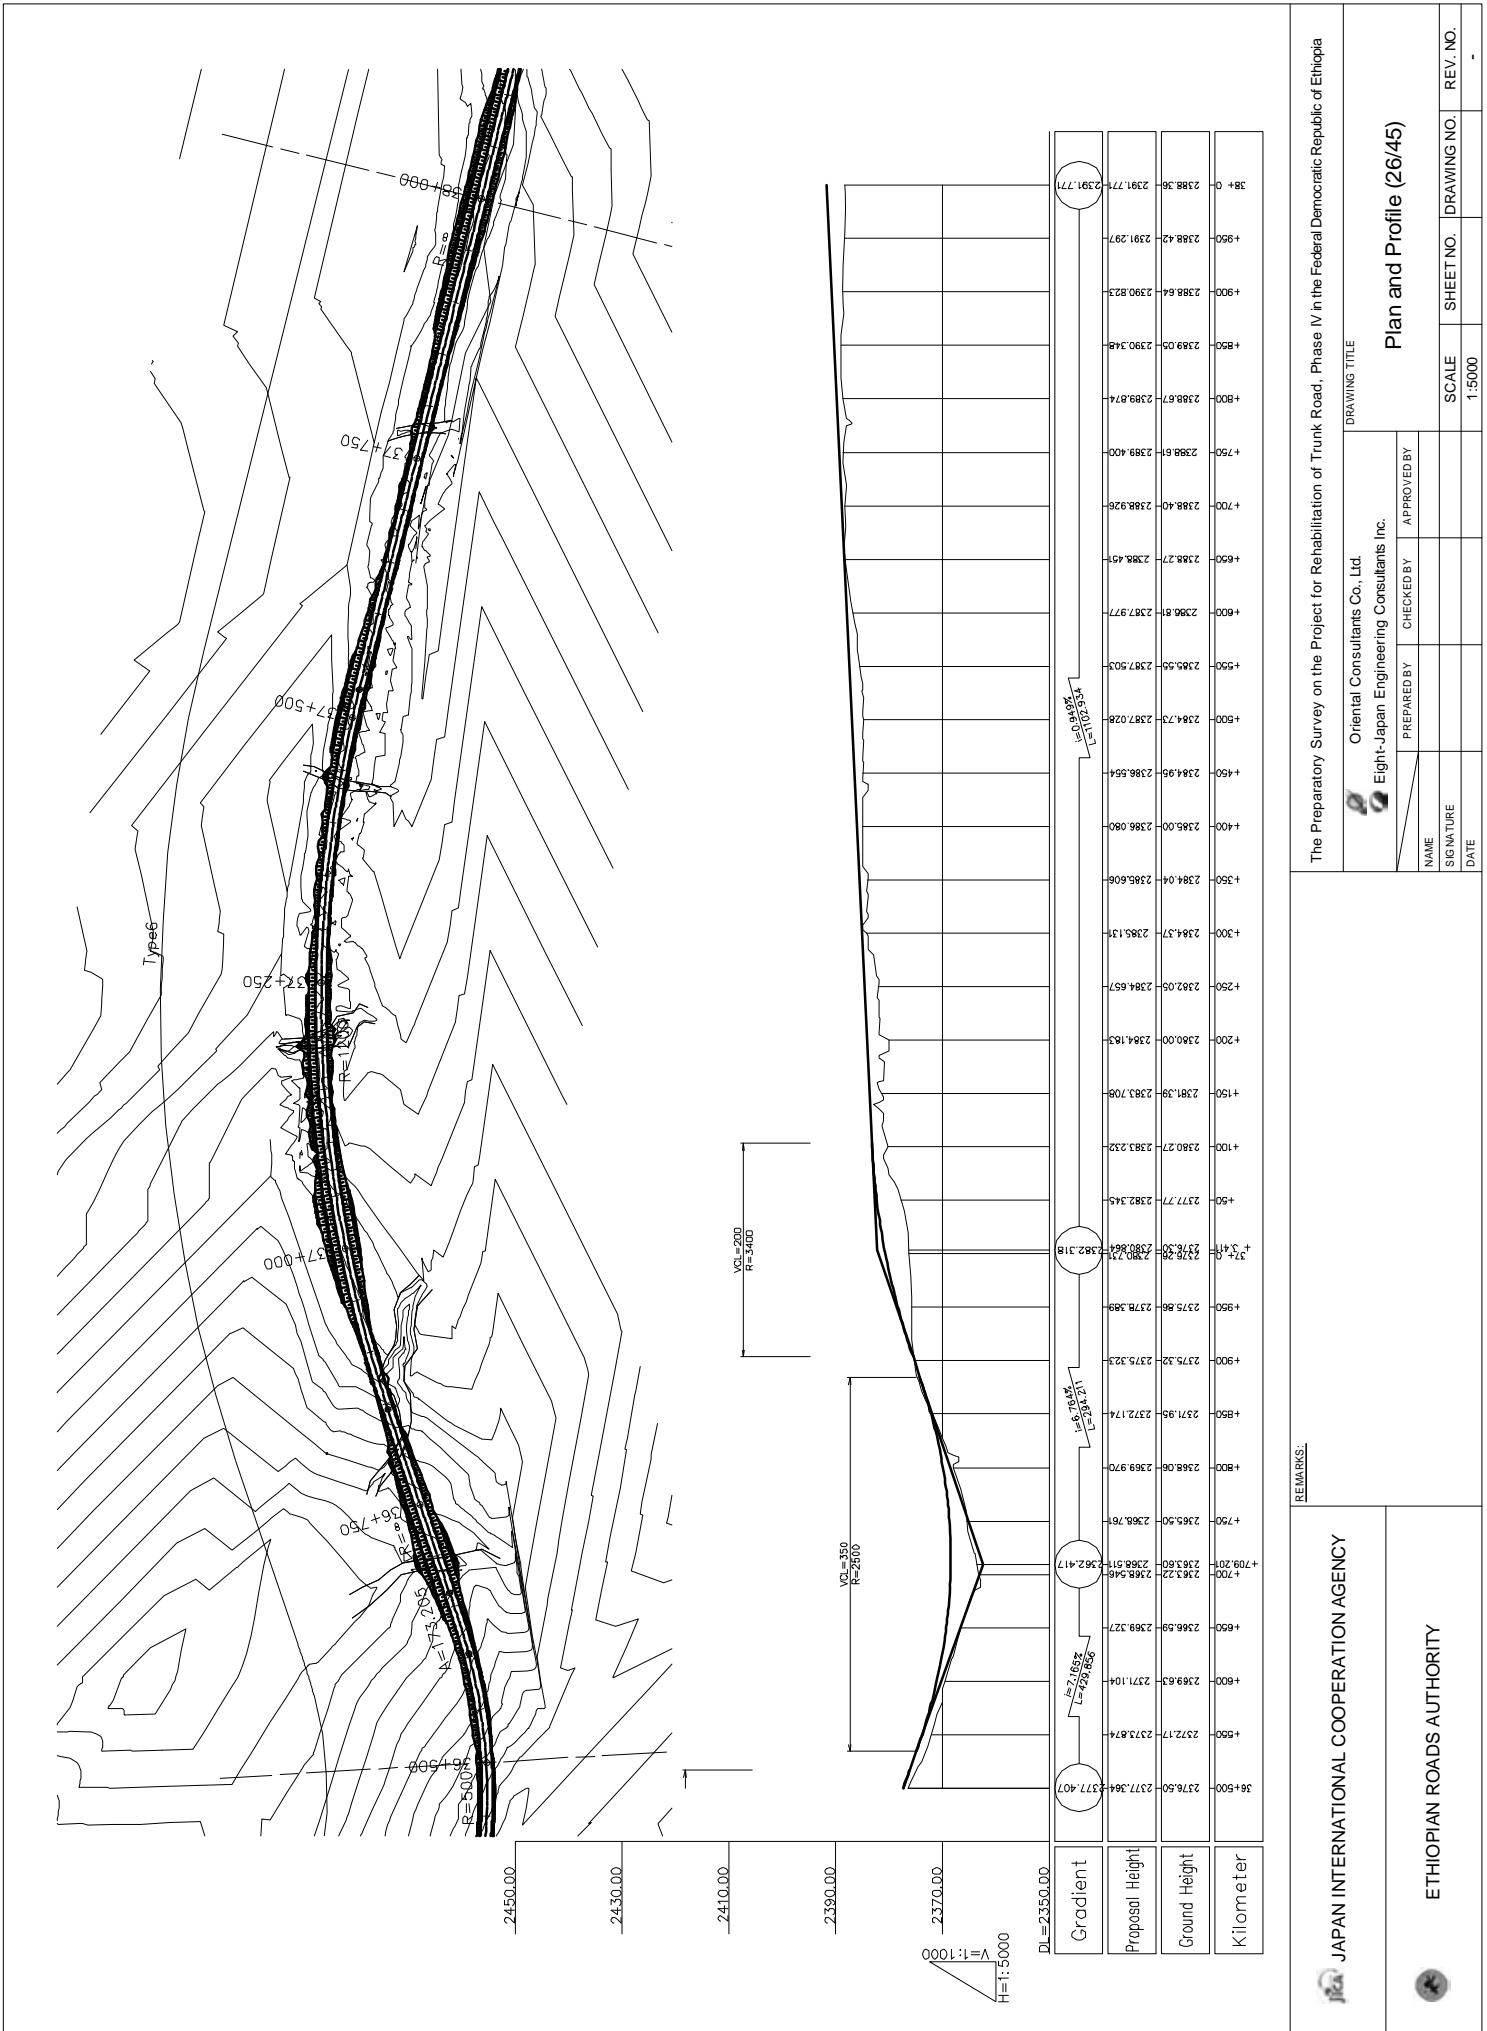 Type6
R=500
36+500
A=173.205
R=∞
36+750
37+000
R=1200
37+250
37+500
37+750
R=∞
38+000
VCL=350
R=2500
VCL=200
R=3400
2450.00
2430.00
2410.00
2390.00
2370.00
DL=2350.00
V=1:1000
H=1:5000
Gradient
2377.407
i=7.165%
L=429.856
2362.417
i=6.764%
L=294.211
2382.318
i=0.949%
L=1102.934
2391.771
Proposal Height
2377.364 2373.874 2371.104 2369.327 2368.546 2368.511 2368.761 2369.970 2372.174 2375.323 2378.389 2380.731 2380.864 2382.345 2383.232 2383.708 2384.183 2384.657 2385.131 2385.606 2386.080 2386.554 2387.028 2387.503 2387.977 2388.451 2388.926 2389.400 2389.874 2390.348 2390.823 2391.297 2391.771
Ground Height
2376.50 2372.17 2369.63 2366.59 2363.22 2363.60 2365.50 2368.06 2371.95 2375.32 2375.86 2376.26 2376.30 2377.77 2380.27 2381.39 2380.00 2382.05 2384.37 2384.04 2385.00 2384.95 2384.73 2385.55 2386.81 2388.27 2388.40 2388.61 2388.67 2389.05 2388.64 2388.42 2388.36
Kilometer
36+500 +550 +600 +650 +700 +709.201 +750 +800 +850 +900 +950 37+ 0 + 3.411 +50 +100 +150 +200 +250 +300 +350 +400 +450 +500 +550 +600 +650 +700 +750 +800 +850 +900 +950 38+ 0
JICA
JAPAN INTERNATIONAL COOPERATION AGENCY
ETHIOPIAN ROADS AUTHORITY
REMARKS:
The Preparatory Survey on the Project for Rehabilitation of Trunk Road, Phase IV in the Federal Democratic Republic of Ethiopia
Oriental Consultants Co., Ltd.
Eight-Japan Engineering Consultants Inc.
PREPARED BY
CHECKED BY
APPROVED BY
NAME
SIGNATURE
DATE
DRAWING TITLE
Plan and Profile (26/45)
SCALE
SHEET NO.
DRAWING NO.
REV. NO.
1:5000
-